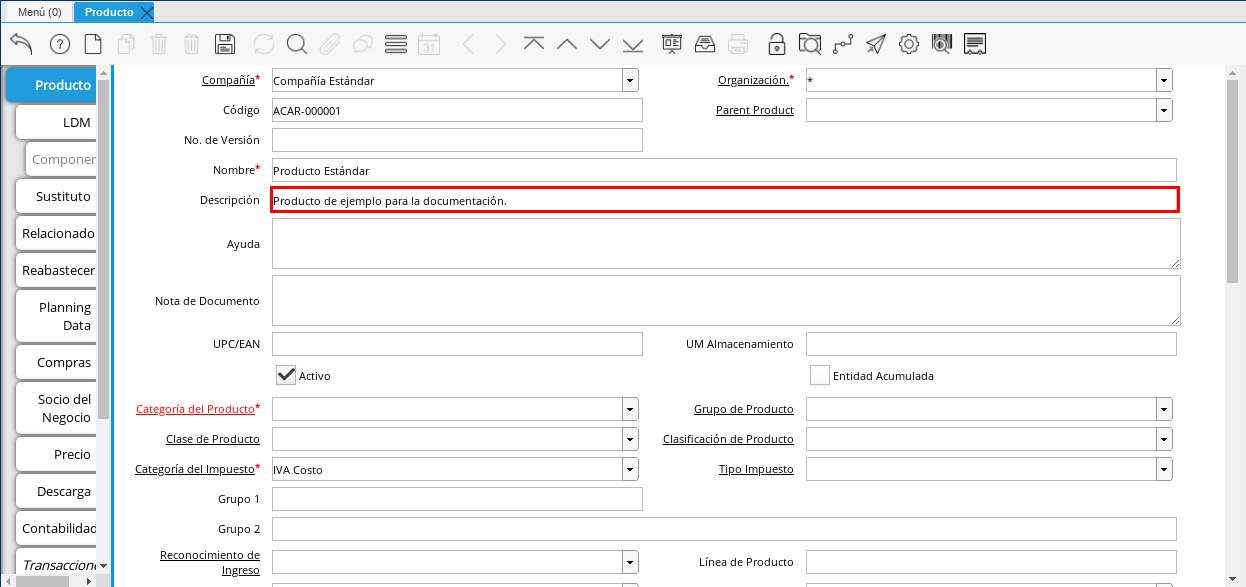 Menú (0)
Producto
31
Producto
LDM
Componer
Sustituto
Relacionado
Reabastecer
Planning
Data
Compras
Socio del
Negocio
Precio
Descarga
Contabilidad
Transaccione
Compañía* Compañía Estándar Organización.* *
Código ACAR-000001 Parent Product
No. de Versión
Nombre* Producto Estándar
Descripción Producto de ejemplo para la documentación.
Ayuda
Nota de Documento
UPC/EAN UM Almacenamiento
Activo Entidad Acumulada
Categoría del Producto* Grupo de Producto
Clase de Producto Clasificación de Producto
Categoría del Impuesto* IVA Costo Tipo Impuesto
Grupo 1
Grupo 2
Reconocimiento de
Ingreso Línea de Producto